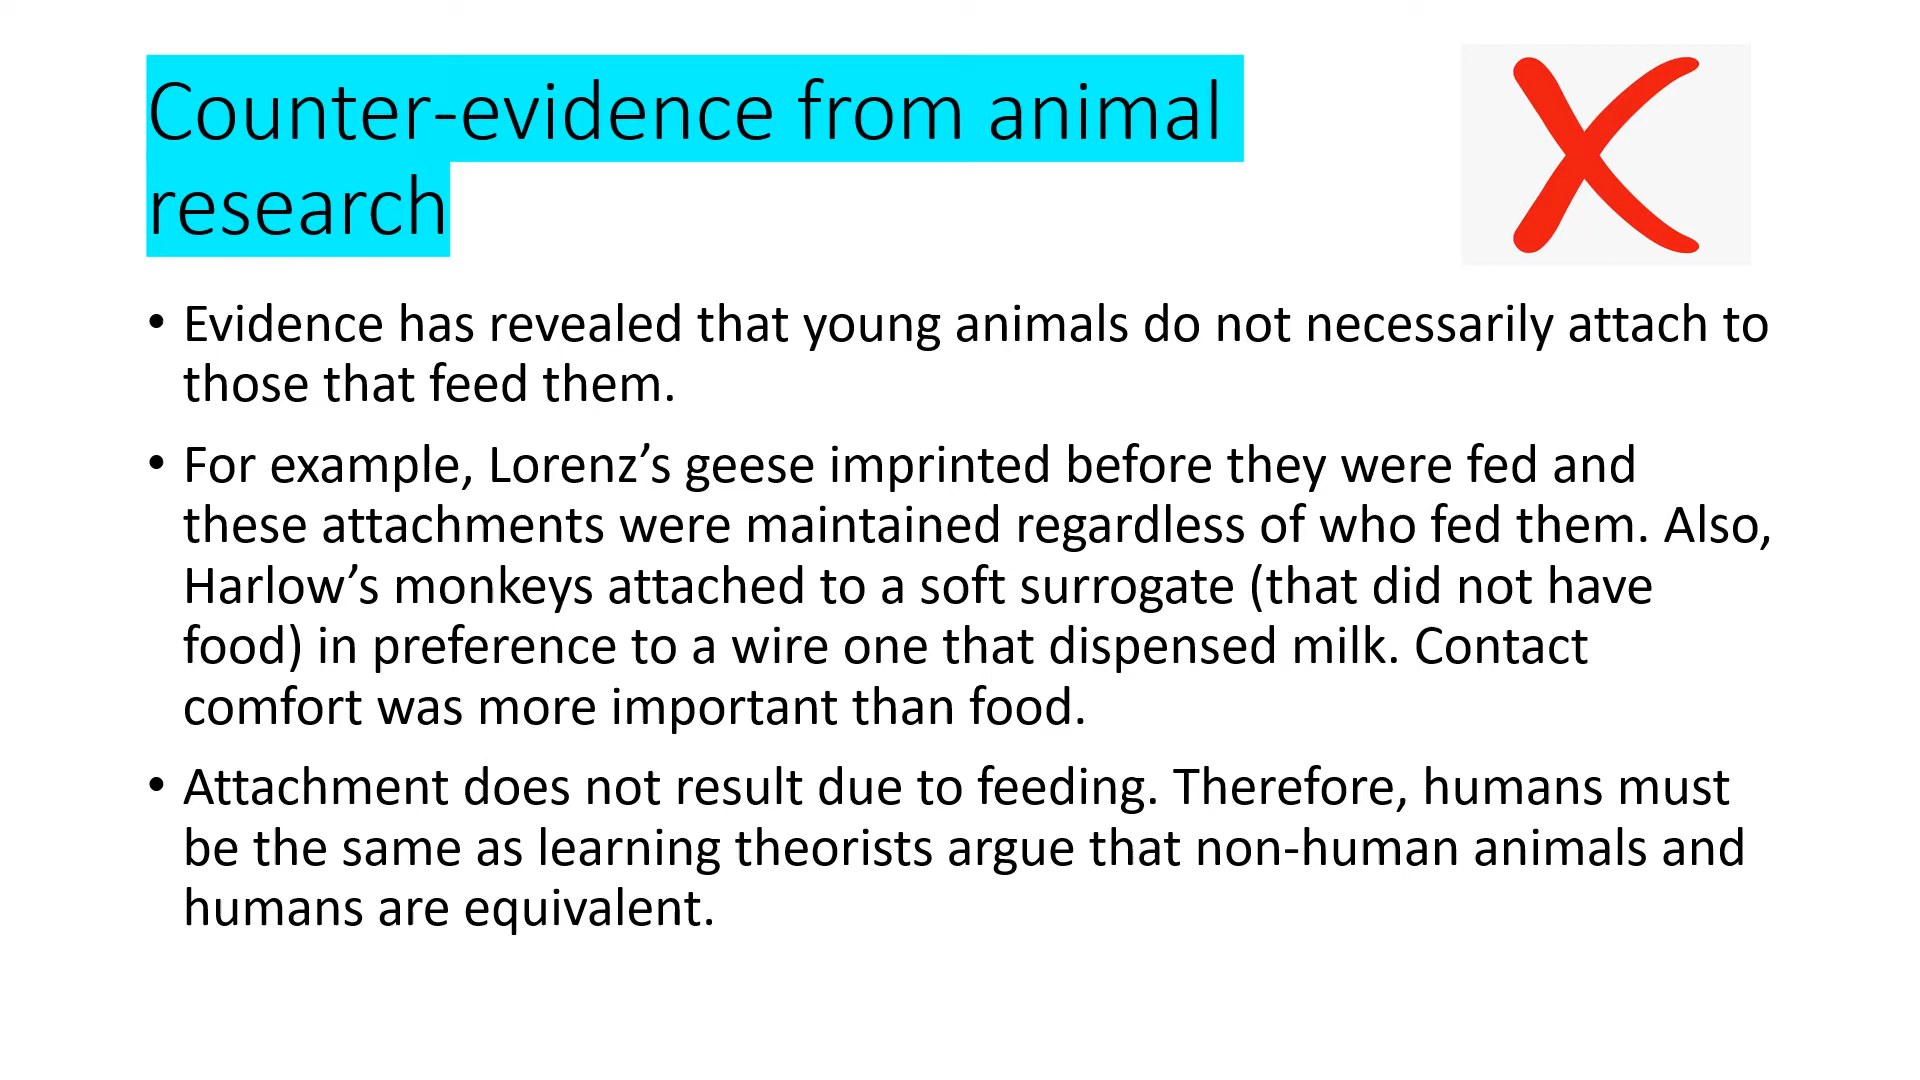 Counter-evidence from animal
research
• Evidence has revealed that young animals do not necessarily attach to
those that feed them.
• For example, Lorenz’s geese imprinted before they were fed and
these attachments were maintained regardless of who fed them. Also,
Harlow’s monkeys attached to a soft surrogate (that did not have
food) in preference to a wire one that dispensed milk. Contact
comfort was more important than food.
• Attachment does not result due to feeding. Therefore, humans must
be the same as learning theorists argue that non-human animals and
humans are equivalent.